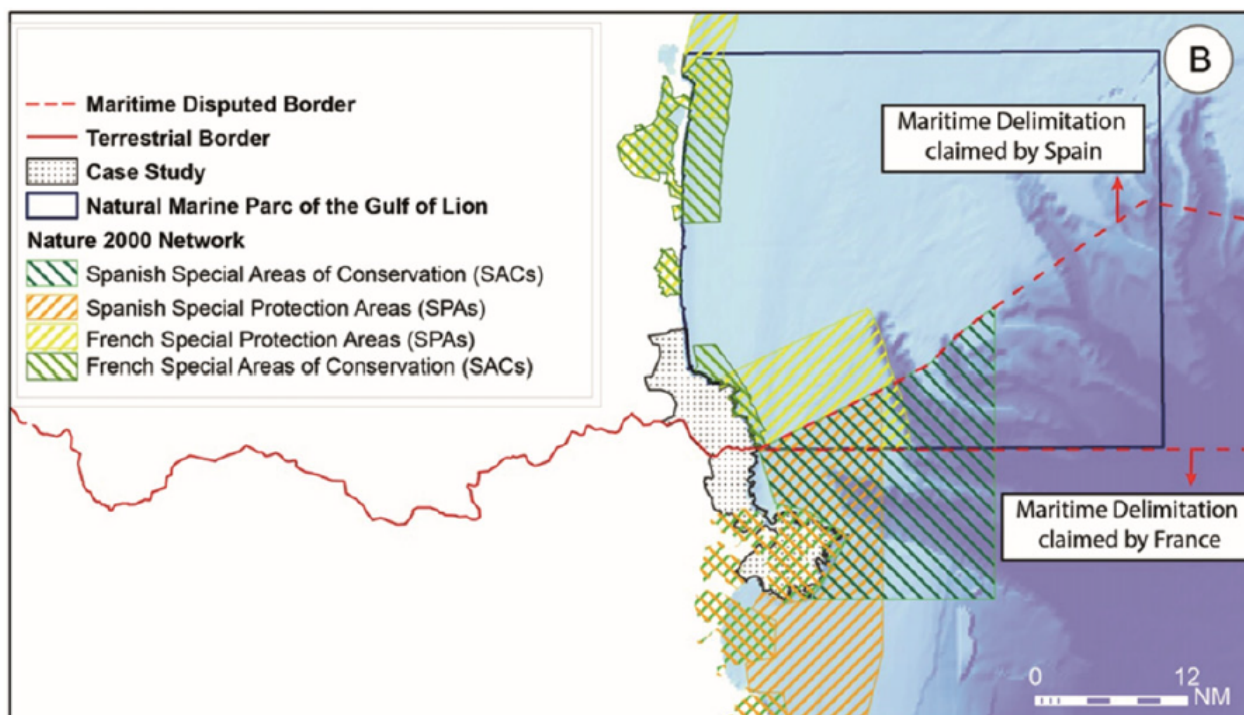 B
Maritime Disputed Border
Terrestrial Border
Case Study
Natural Marine Parc of the Gulf of Lion
Nature 2000 Network
Spanish Special Areas of Conservation (SACs)
Spanish Special Protection Areas (SPAs)
French Special Protection Areas (SPAs)
French Special Areas of Conservation (SACs)
Maritime Delimitation
claimed by Spain
Maritime Delimitation
claimed by France
0 12
NM